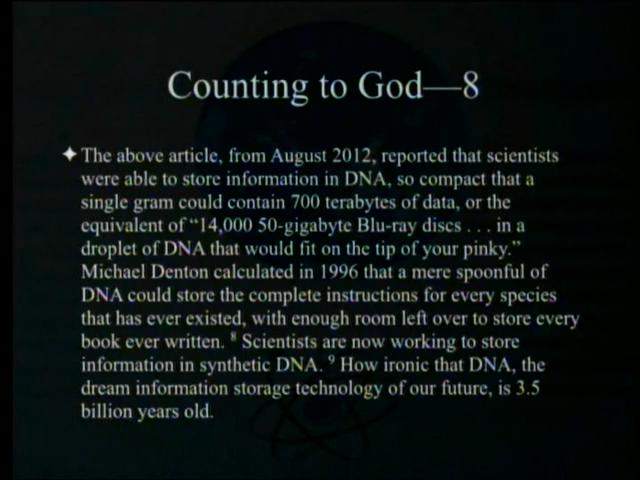 Counting to God—8
✦ The above article, from August 2012, reported that scientists
were able to store information in DNA, so compact that a
single gram could contain 700 terabytes of data, or the
equivalent of “14,000 50-gigabyte Blu-ray discs . . . in a
droplet of DNA that would fit on the tip of your pinky.”
Michael Denton calculated in 1996 that a mere spoonful of
DNA could store the complete instructions for every species
that has ever existed, with enough room left over to store every
book ever written. ⁸ Scientists are now working to store
information in synthetic DNA. ⁹ How ironic that DNA, the
dream information storage technology of our future, is 3.5
billion years old.